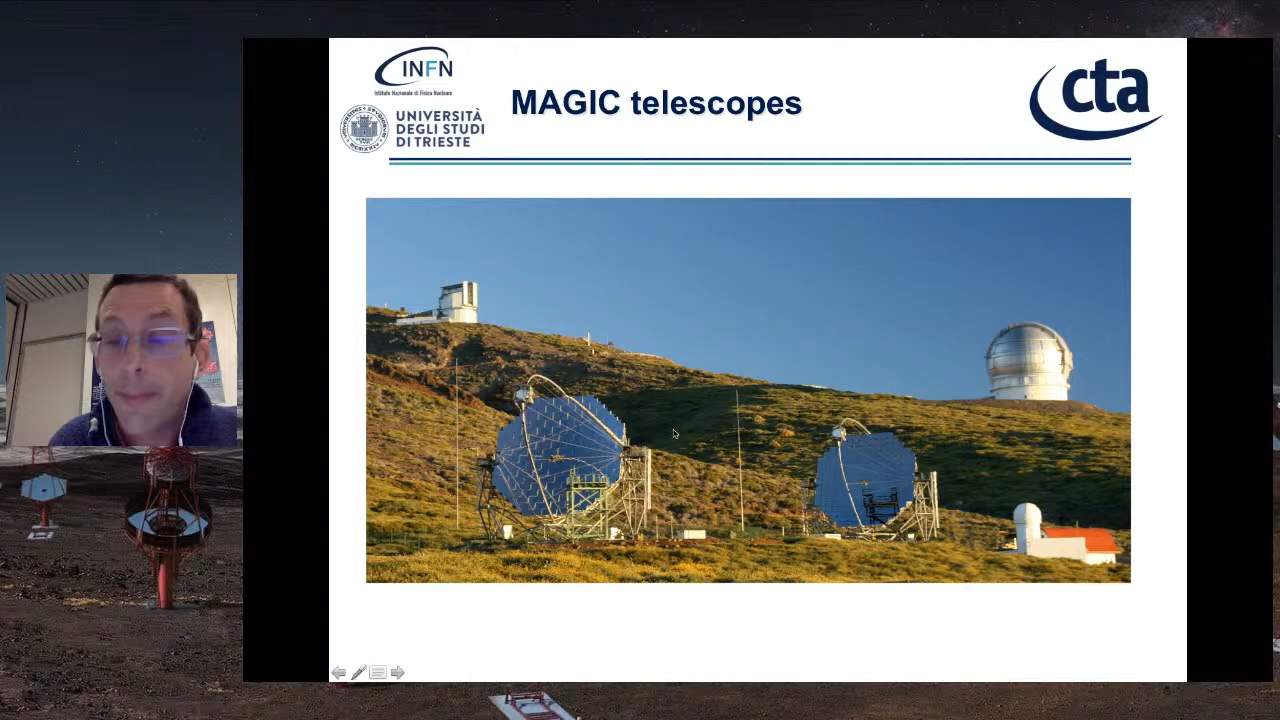 INFN
Istituto Nazionale di Fisica Nucleare
UNIVERSITÀ
DEGLI STUDI
DI TRIESTE
MAGIC telescopes
cta